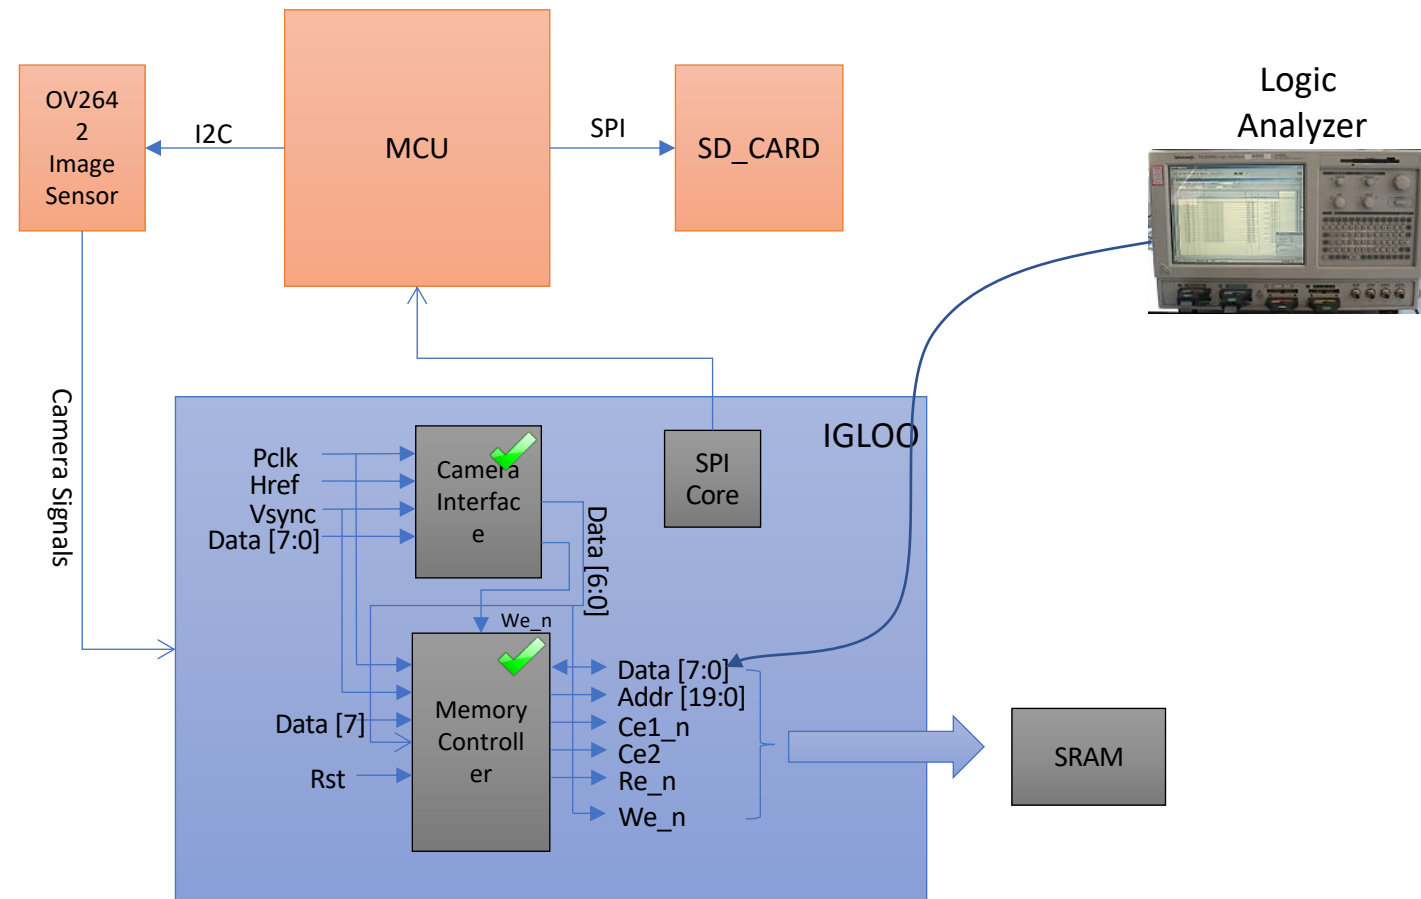 OV264
2
Image
Sensor
I2C
MCU
SPI
SD_CARD
Logic
Analyzer
Tektronix
Camera Signals
IGLOO
Pclk
Href
Vsync
Data [7:0]
Camera
Interfac
e
SPI
Core
Data [6:0]
We_n
Data [7]
Rst
Memory
Controll
er
Data [7:0]
Addr [19:0]
Ce1_n
Ce2
Re_n
We_n
SRAM